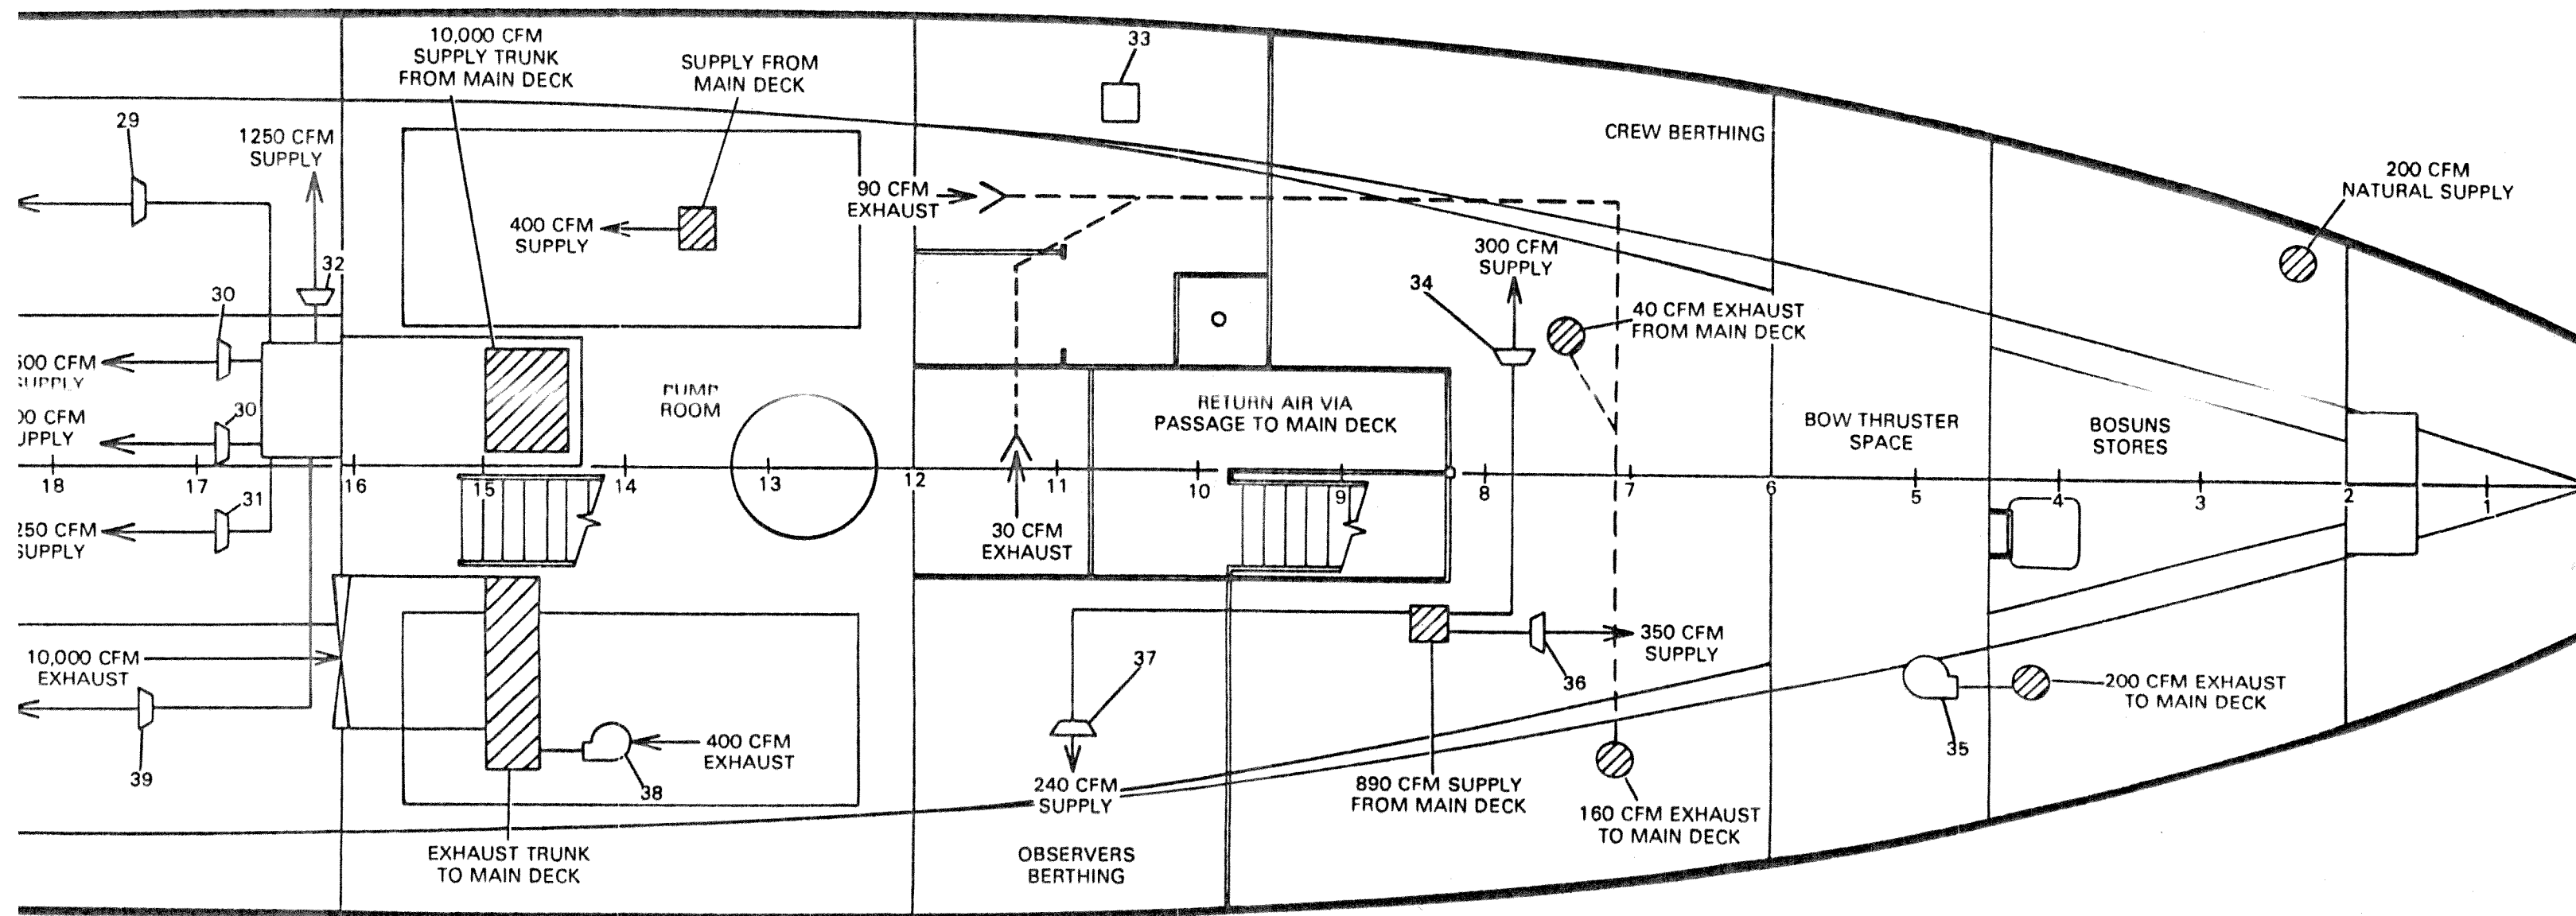 10,000 CFM
SUPPLY TRUNK
FROM MAIN DECK
SUPPLY FROM
MAIN DECK
33
29
1250 CFM
SUPPLY
CREW BERTHING
200 CFM
NATURAL SUPPLY
90 CFM
EXHAUST
400 CFM
SUPPLY
32
30
300 CFM
SUPPLY
34
40 CFM EXHAUST
FROM MAIN DECK
CFM
SUPPLY
30
CFM
31
CFM
PUMP
ROOM
RETURN AIR VIA
PASSAGE TO MAIN DECK
BOW THRUSTER
SPACE
BOSUNS
STORES
18 17 16 15 14 13 12 11 10 9 8 7 6 5 4 3 2 1
30 CFM
EXHAUST
10,000 CFM
EXHAUST
39
400 CFM
EXHAUST
38
37
350 CFM
SUPPLY
36
240 CFM
SUPPLY
890 CFM SUPPLY
FROM MAIN DECK
160 CFM EXHAUST
TO MAIN DECK
200 CFM EXHAUST
TO MAIN DECK
35
EXHAUST TRUNK
TO MAIN DECK
OBSERVERS
BERTHING